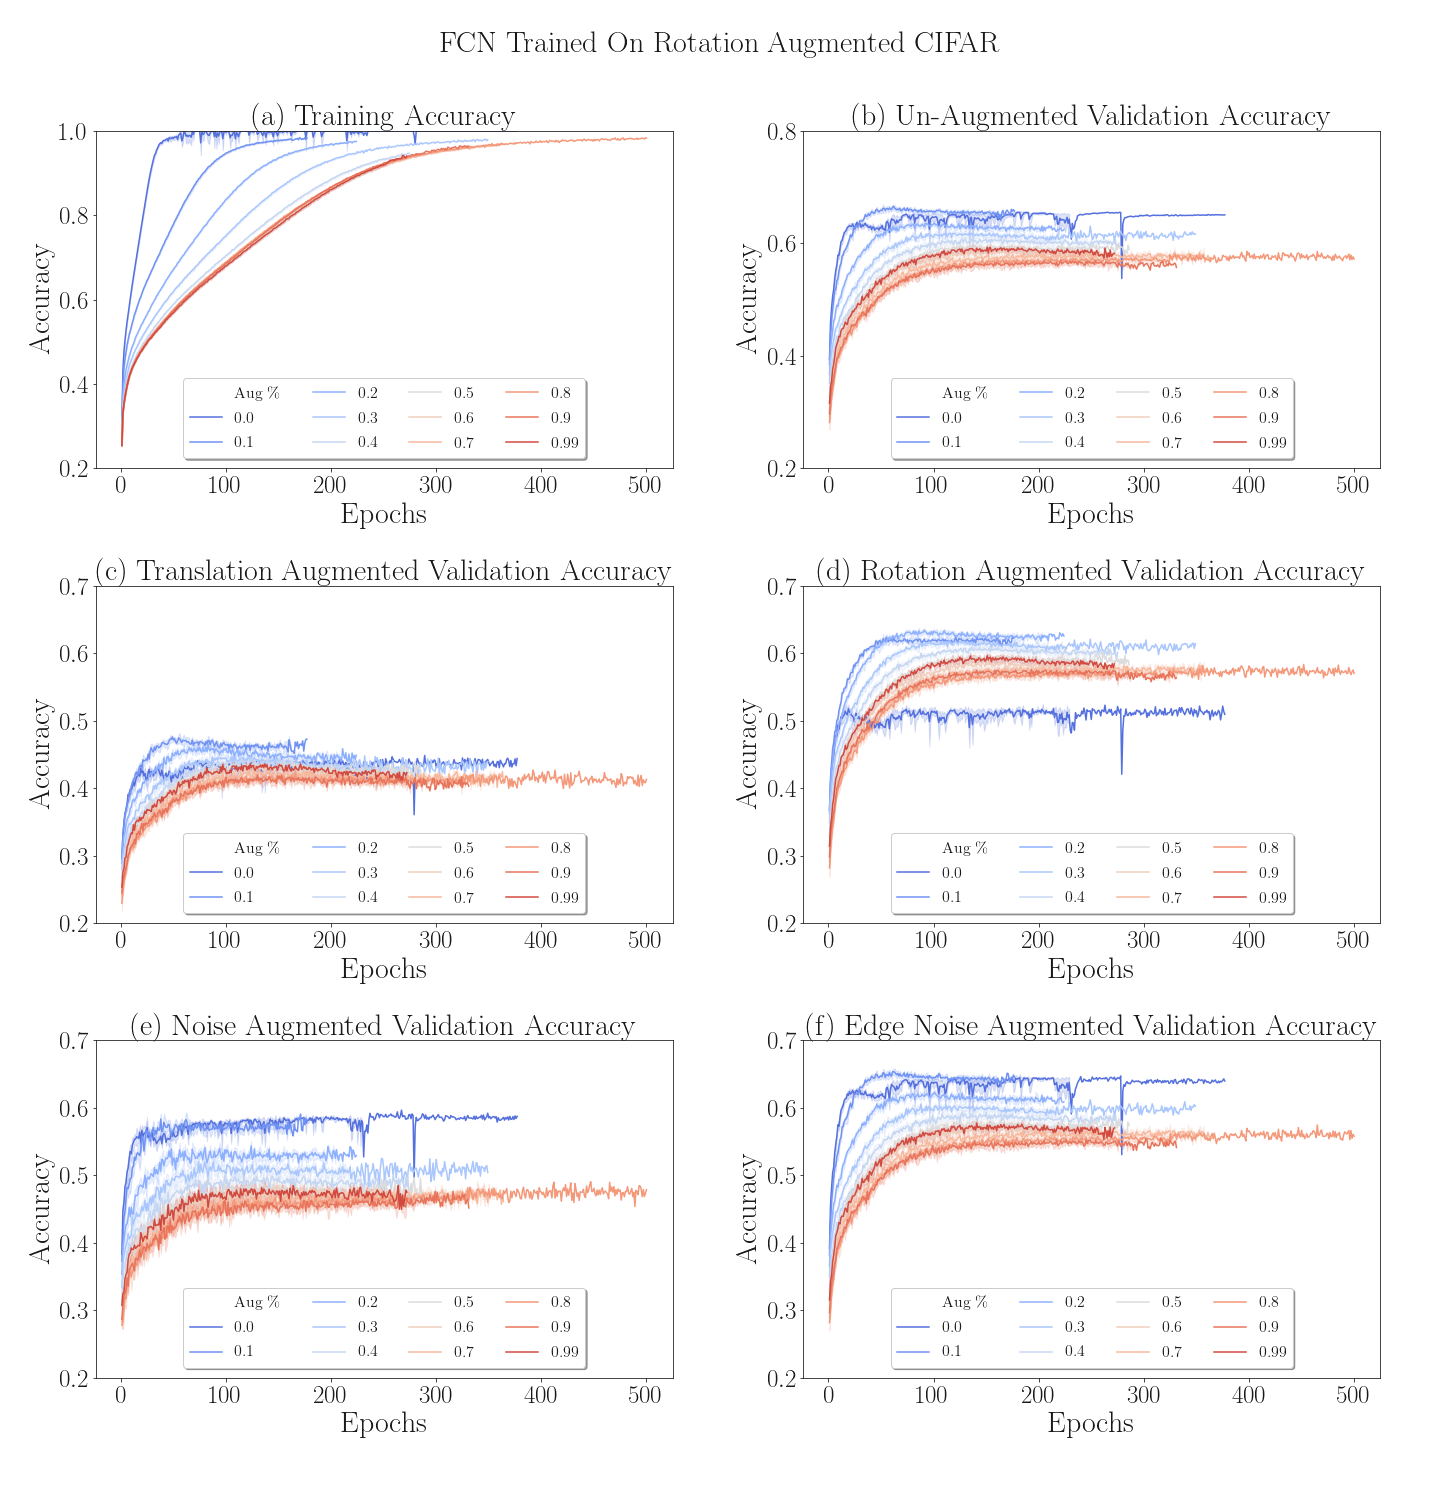 FCN Trained On Rotation Augmented CIFAR
(a) Training Accuracy
1.0
0.8
0.6
0.4
0.2
Accuracy
Aug % 0.2 0.5 0.8
0.0 0.3 0.6 0.9
0.1 0.4 0.7 0.99
0 100 200 300 400 500
Epochs
(b) Un-Augmented Validation Accuracy
0.8
0.6
0.4
0.2
Accuracy
Aug % 0.2 0.5 0.8
0.0 0.3 0.6 0.9
0.1 0.4 0.7 0.99
0 100 200 300 400 500
Epochs
(c) Translation Augmented Validation Accuracy
0.7
0.6
0.5
0.4
0.3
0.2
Accuracy
Aug % 0.2 0.5 0.8
0.0 0.3 0.6 0.9
0.1 0.4 0.7 0.99
0 100 200 300 400 500
Epochs
(d) Rotation Augmented Validation Accuracy
0.7
0.6
0.5
0.4
0.3
0.2
Accuracy
Aug % 0.2 0.5 0.8
0.0 0.3 0.6 0.9
0.1 0.4 0.7 0.99
0 100 200 300 400 500
Epochs
(e) Noise Augmented Validation Accuracy
0.7
0.6
0.5
0.4
0.3
0.2
Accuracy
Aug % 0.2 0.5 0.8
0.0 0.3 0.6 0.9
0.1 0.4 0.7 0.99
0 100 200 300 400 500
Epochs
(f) Edge Noise Augmented Validation Accuracy
0.7
0.6
0.5
0.4
0.3
0.2
Accuracy
Aug % 0.2 0.5 0.8
0.0 0.3 0.6 0.9
0.1 0.4 0.7 0.99
0 100 200 300 400 500
Epochs